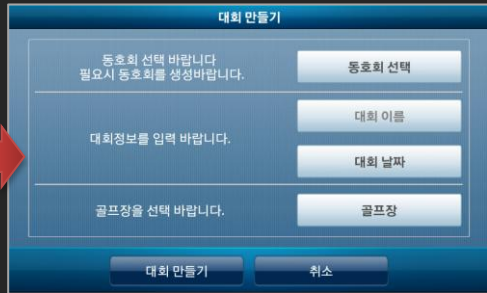 대회 만들기
동호회 선택 바랍니다
필요시 동호회를 생성바랍니다.
동호회 선택
대회정보를 입력 바랍니다.
대회 이름
대회 날짜
골프장을 선택 바랍니다.
골프장
대회 만들기
취소